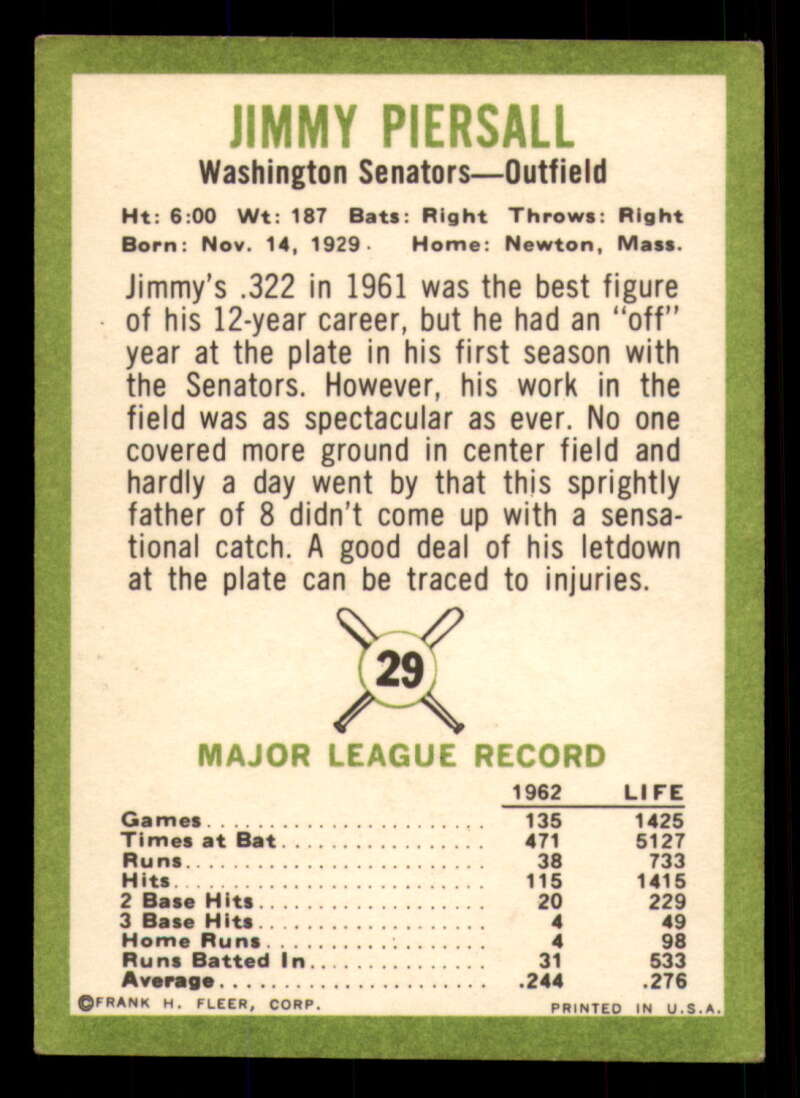 JIMMY PIERSALL
Washington Senators—Outfield
Ht: 6:00 Wt: 187 Bats: Right Throws: Right
Born: Nov. 14, 1929. Home: Newton, Mass.
Jimmy's .322 in 1961 was the best figure
of his 12-year career, but he had an "off"
year at the plate in his first season with
the Senators. However, his work in the
field was as spectacular as ever. No one
covered more ground in center field and
hardly a day went by that this sprightly
father of 8 didn't come up with a sensa-
tional catch. A good deal of his letdown
at the plate can be traced to injuries.
29
MAJOR LEAGUE RECORD
1962 LIFE
Games...................... 135 1425
Times at Bat................. 471 5127
Runs....................... 38 733
Hits........................ 115 1415
2 Base Hits.................. 20 229
3 Base Hits.................. 4 49
Home Runs.................. 4 98
Runs Batted In............... 31 533
Average..................... .244 .276
©FRANK H. FLEER, CORP. PRINTED IN U.S.A.